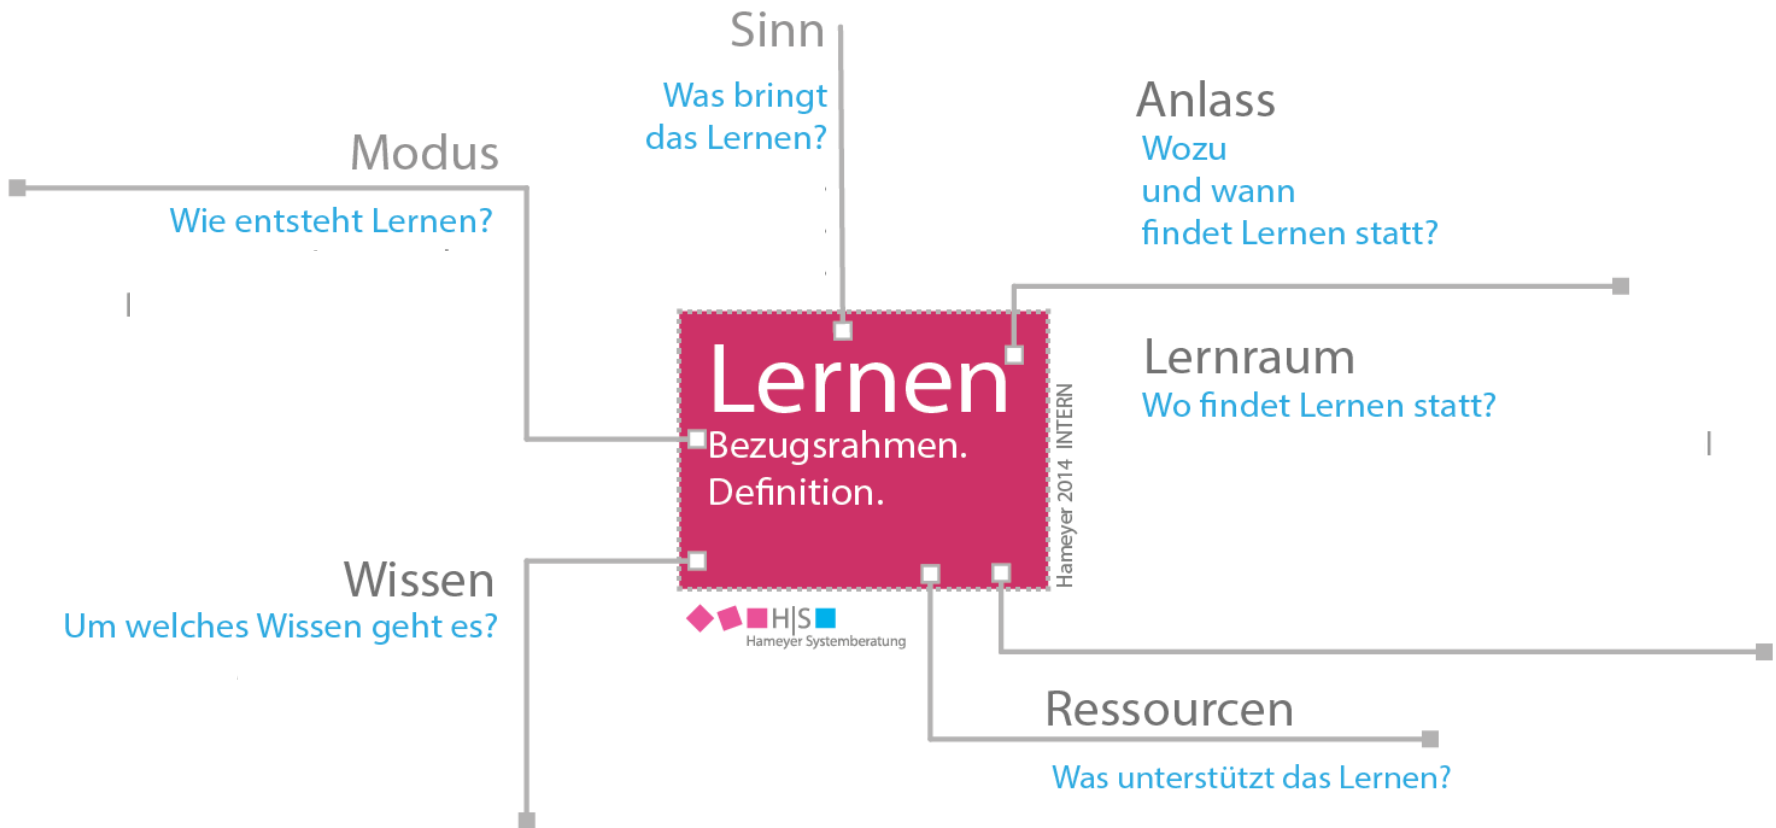 Sinn
Was bringt
das Lernen?
Anlass
Wozu
und wann
findet Lernen statt?
Modus
Wie entsteht Lernen?
Lernraum
Wo findet Lernen statt?
Lernen
Bezugsrahmen.
Definition.
Hameyer 2014 INTERN
Wissen
Um welches Wissen geht es?
H|S
Hameyer Systemberatung
Ressourcen
Was unterstützt das Lernen?